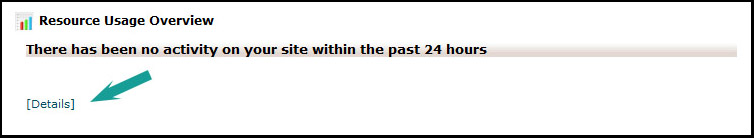 Resource Usage Overview
There has been no activity on your site within the past 24 hours
[Details]